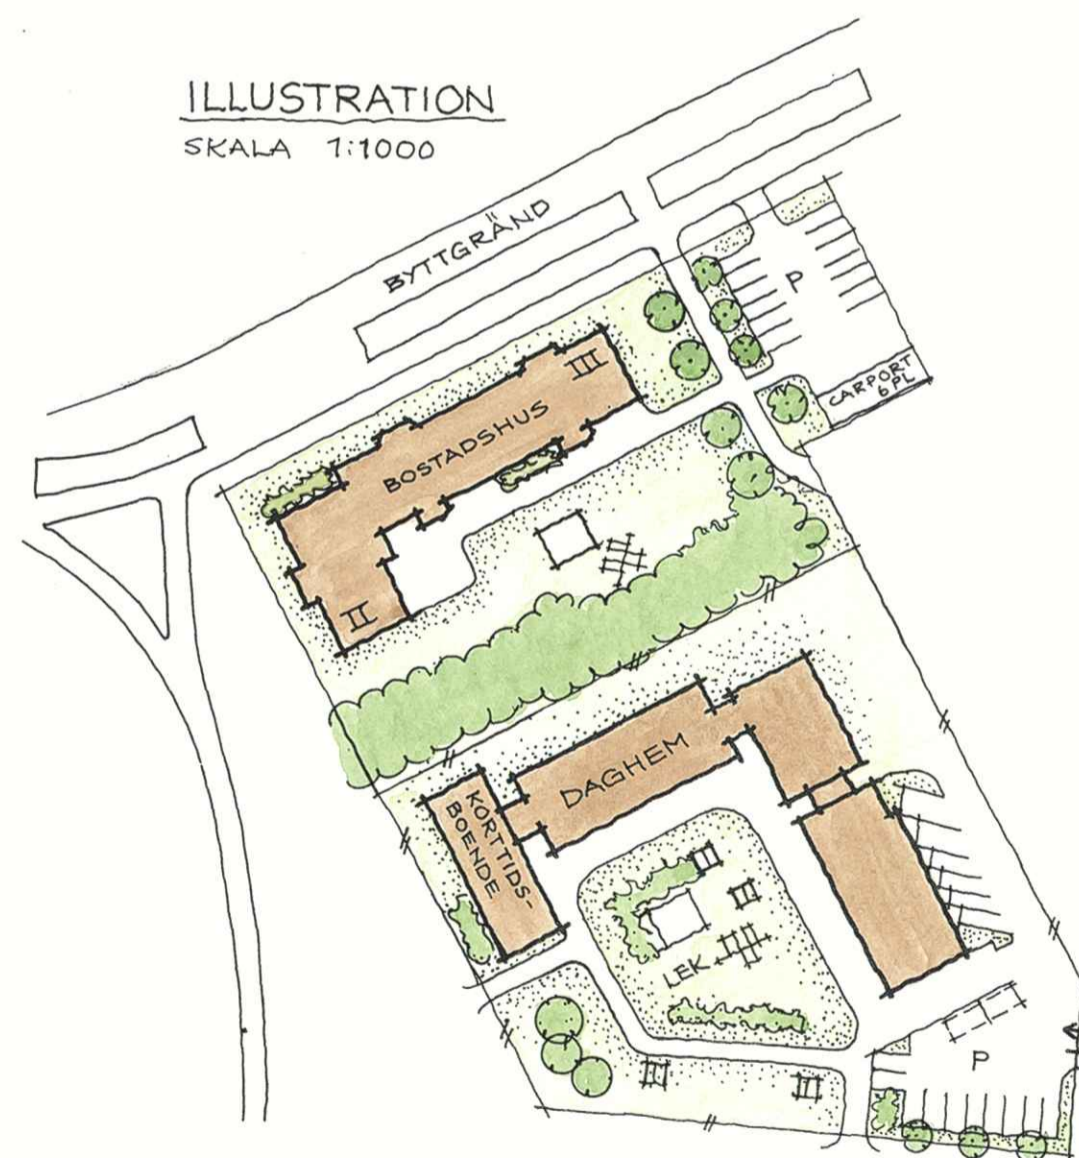 ILLUSTRATION
SKALA 1:1000
BYTTGRÄND
P
III
CARPORT
6 PL
BOSTADSHUS
II
DAGHEM
KORTTIDS-
BOENDE
LEK
P